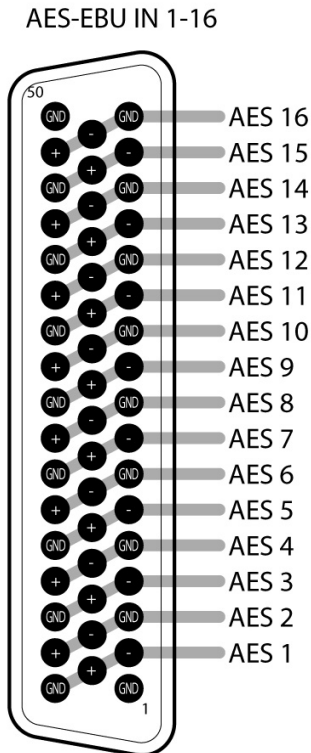 AES-EBU IN 1-16
50
GND GND AES 16
-
+ - AES 15
+
GND GND AES 14
-
+ - AES 13
+
GND GND AES 12
-
+ - AES 11
+
GND GND AES 10
-
+ - AES 9
+
GND GND AES 8
-
+ - AES 7
+
GND GND AES 6
-
+ - AES 5
+
GND GND AES 4
-
+ - AES 3
+
GND GND AES 2
-
+ - AES 1
+
GND GND
1